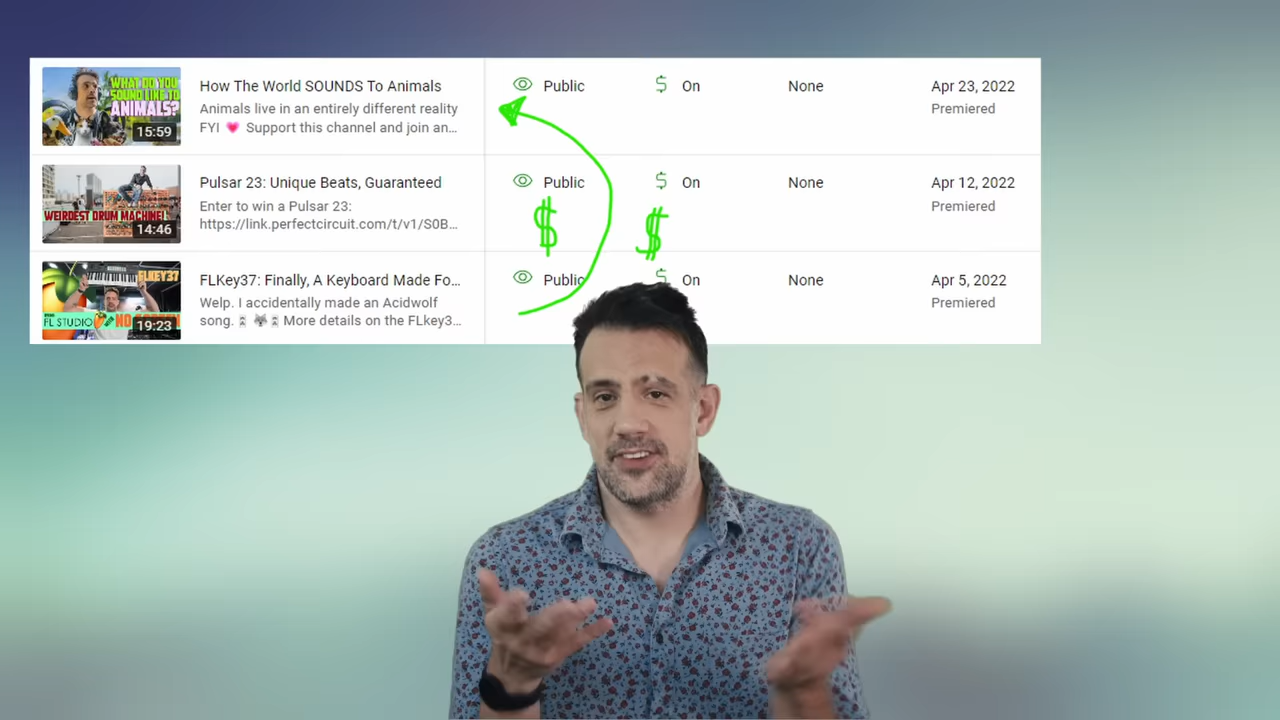 WHAT DO YOU
SOUND LIKE TO
ANIMALS?
15:59
How The World SOUNDS To Animals
Animals live in an entirely different reality
FYI 💗 Support this channel and join an…
Public
$ On
None
Apr 23, 2022
Premiered
WEIRDEST DRUM MACHINE!
14:46
Pulsar 23: Unique Beats, Guaranteed
Enter to win a Pulsar 23:
https://link.perfectcircuit.com/t/v1/S0B…
Public
$ On
None
Apr 12, 2022
Premiered
$ $
FLKEY37
FL STUDIO
NO
19:23
FLKey37: Finally, A Keyboard Made Fo…
Welp. I accidentally made an Acidwolf
song. More details on the FLkey3…
Public
$ On
None
Apr 5, 2022
Premiered